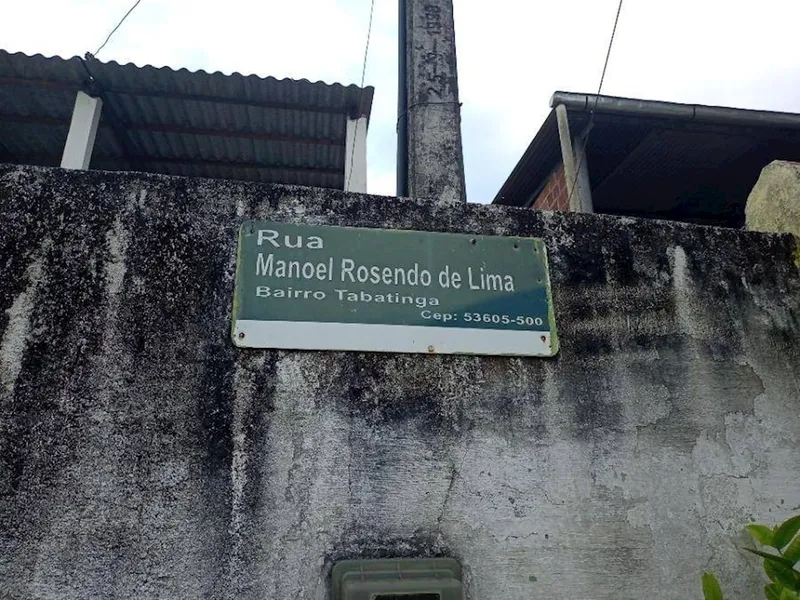 Rua
Manoel Rosendo de Lima
Bairro Tabatinga
Cep: 53605-500